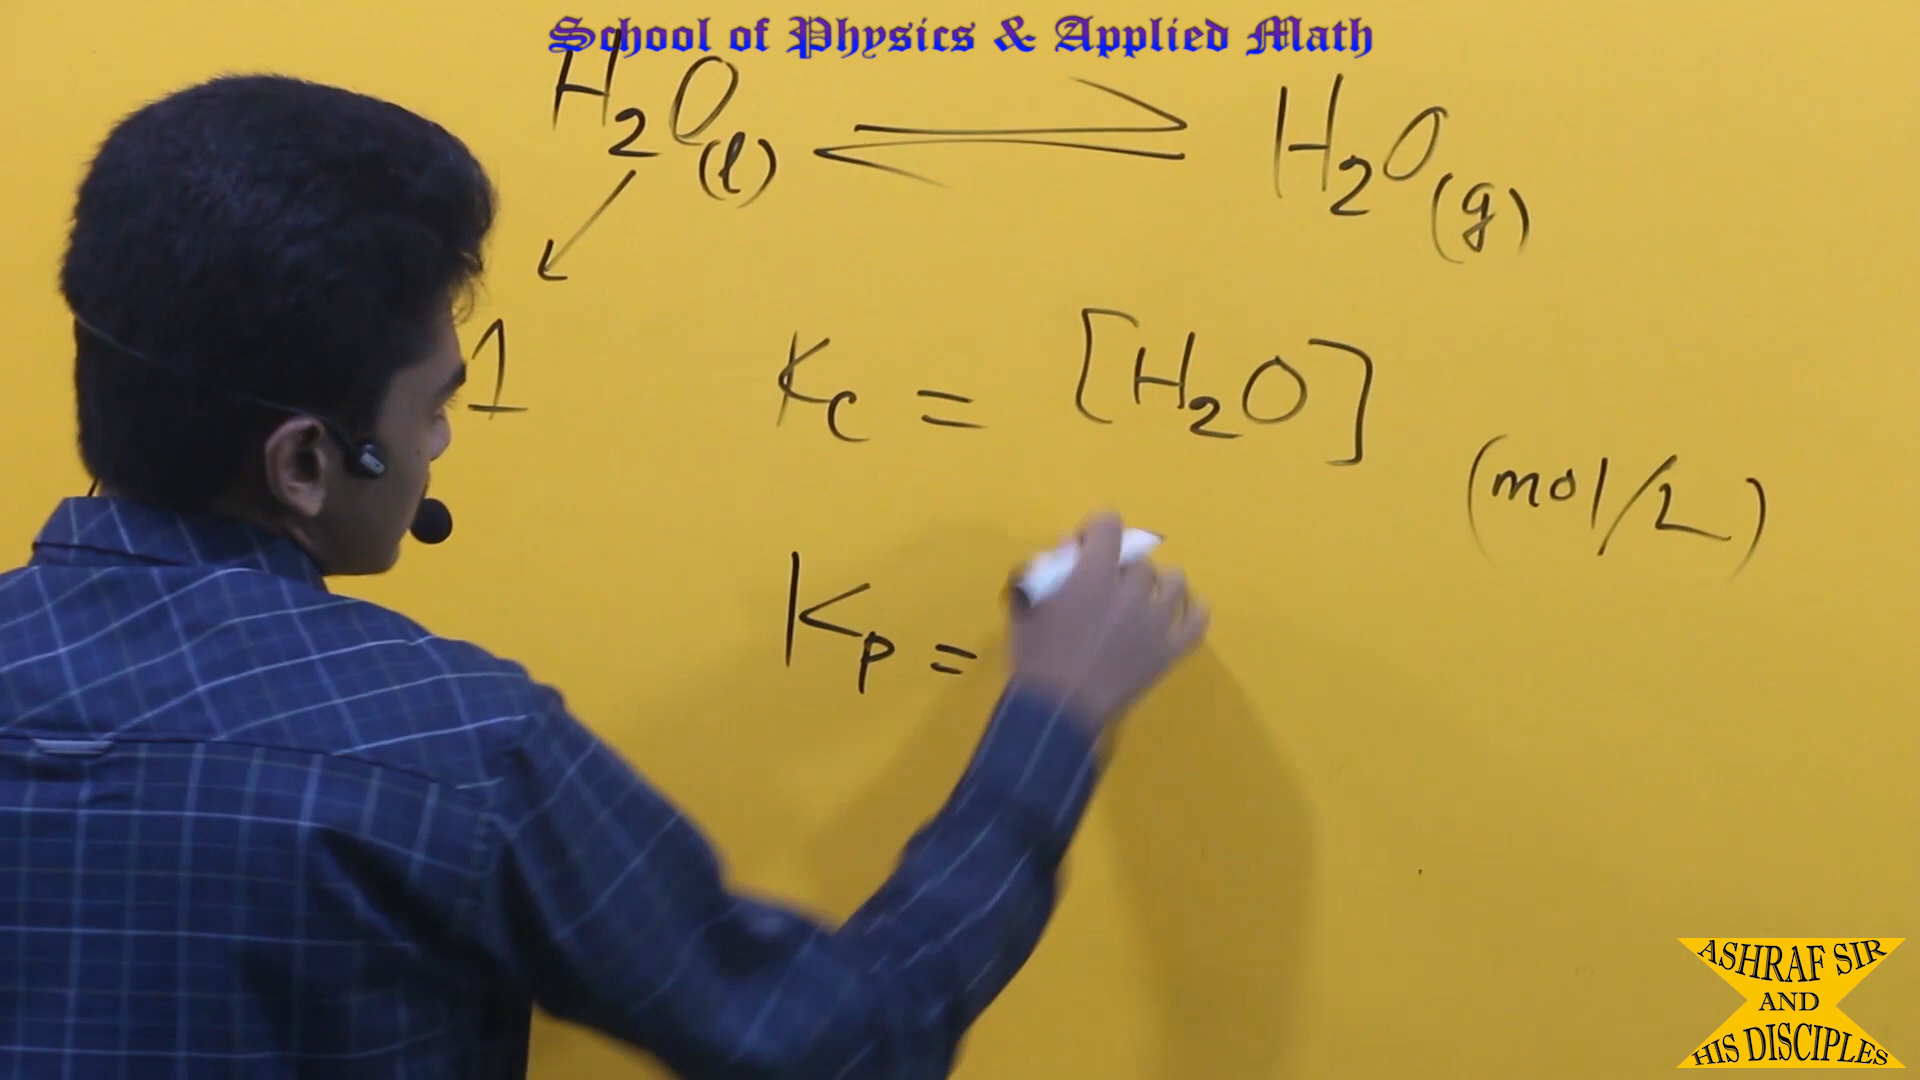 School of Physics & Applied Math
H₂O(l) ⇌ H₂O(g)
1
Kc = [H₂O] (mol/L)
Kp =
ASHRAF SIR
AND
HIS DISCIPLES